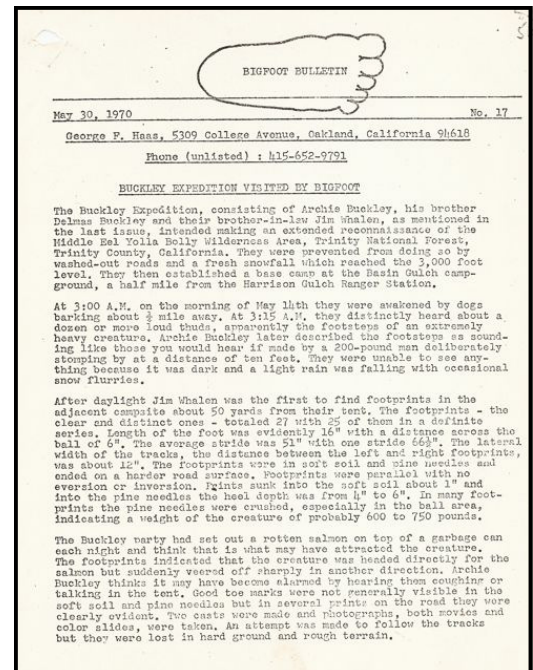 BIGFOOT BULLETIN
May 30, 1970 No. 17
George F. Haas, 5309 College Avenue, Oakland, California 94618
Phone (unlisted) : 415-652-9791
BUCKLEY EXPEDITION VISITED BY BIGFOOT
The Buckley Expedition, consisting of Archie Buckley, his brother
Delmas Buckley and their brother-in-law Jim Whalen, as mentioned in
the last issue, intended making an extended reconnaissance of the
Middle Eel Yolla Bolly Wilderness Area, Trinity National Forest,
Trinity County, California. They were prevented from doing so by
washed-out roads and a fresh snowfall which reached the 3,000 foot
level. They then established a base camp at the Basin Gulch camp-
ground, a half mile from the Harrison Gulch Ranger Station.
At 3:00 A.M. on the morning of May 14th they were awakened by dogs
barking about ½ mile away. At 3:15 A.M. they distinctly heard about a
dozen or more loud thuds, apparently the footsteps of an extremely
heavy creature. Archie Buckley later described the footsteps as sound-
ing like those you would hear if made by a 200-pound man deliberately
stomping by at a distance of ten feet. They were unable to see any-
thing because it was dark and a light rain was falling with occasional
snow flurries.
After daylight Jim Whalen was the first to find footprints in the
adjacent campsite about 50 yards from their tent. The footprints - the
clear and distinct ones - totaled 27 with 25 of them in a definite
series. Length of the foot was evidently 16" with a distance across the
ball of 6". The average stride was 51" with one stride 66½". The lateral
width of the tracks, the distance between the left and right footprints,
was about 12". The footprints were in soft soil and pine needles and
ended on a harder road surface. Footprints were parallel with no
eversion or inversion. Prints sunk into the soft soil about 1" and
into the pine needles the heel depth was from 4" to 6". In many foot-
prints the pine needles were crushed, especially in the ball area,
indicating a weight of the creature of probably 600 to 750 pounds.
The Buckley party had set out a rotten salmon on top of a garbage can
each night and think that is what may have attracted the creature.
The footprints indicated that the creature was headed directly for the
salmon but suddenly veered off sharply in another direction. Archie
Buckley thinks it may have become alarmed by hearing them coughing or
talking in the tent. Good toe marks were not generally visible in the
soft soil and pine needles but in several prints on the road they were
clearly evident. Two casts were made and photographs, both movies and
color slides, were taken. An attempt was made to follow the tracks
but they were lost in hard ground and rough terrain.